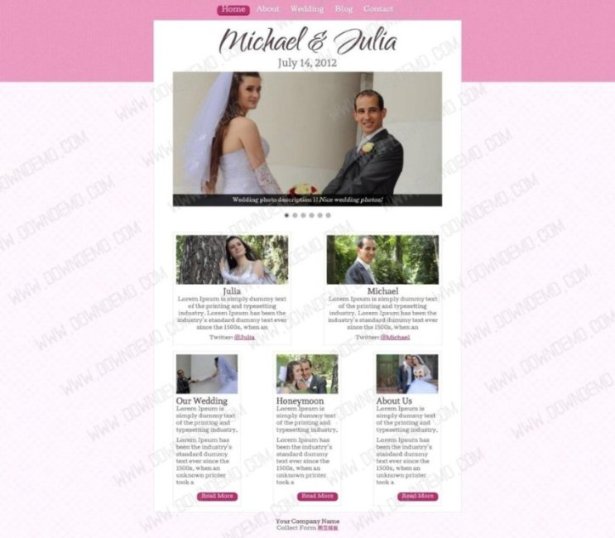 Home About Wedding Blog Contact
Michael & Julia
July 14, 2012
Wedding photo description 1! Nice wedding photos!
Julia
Lorem Ipsum is simply dummy text
of the printing and typesetting
industry. Lorem Ipsum has been the
industry's standard dummy text ever
since the 1500s, when an
Twitter: @Julia
Michael
Lorem Ipsum is simply dummy text
of the printing and typesetting
industry. Lorem Ipsum has been the
industry's standard dummy text ever
since the 1500s, when an
Twitter: @Michael
Our Wedding
Lorem Ipsum is
simply dummy text
of the printing and
typesetting industry.
Lorem Ipsum has
been the industry's
standard dummy
text ever since the
1500s, when an
unknown printer
took a
Read More
Honeymoon
Lorem Ipsum is
simply dummy text
of the printing and
typesetting industry.
Lorem Ipsum has
been the industry's
standard dummy
text ever since the
1500s, when an
unknown printer
took a
Read More
About Us
Lorem Ipsum is
simply dummy text
of the printing and
typesetting industry.
Lorem Ipsum has
been the industry's
standard dummy
text ever since the
1500s, when an
unknown printer
took a
Read More
Your Company Name
Collect Form
WWW.DOWNDEMO.COM